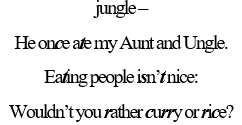 jungle –
He once ate my Aunt and Ungle.
Eating people isn't nice:
Wouldn't you rather curry or rice?